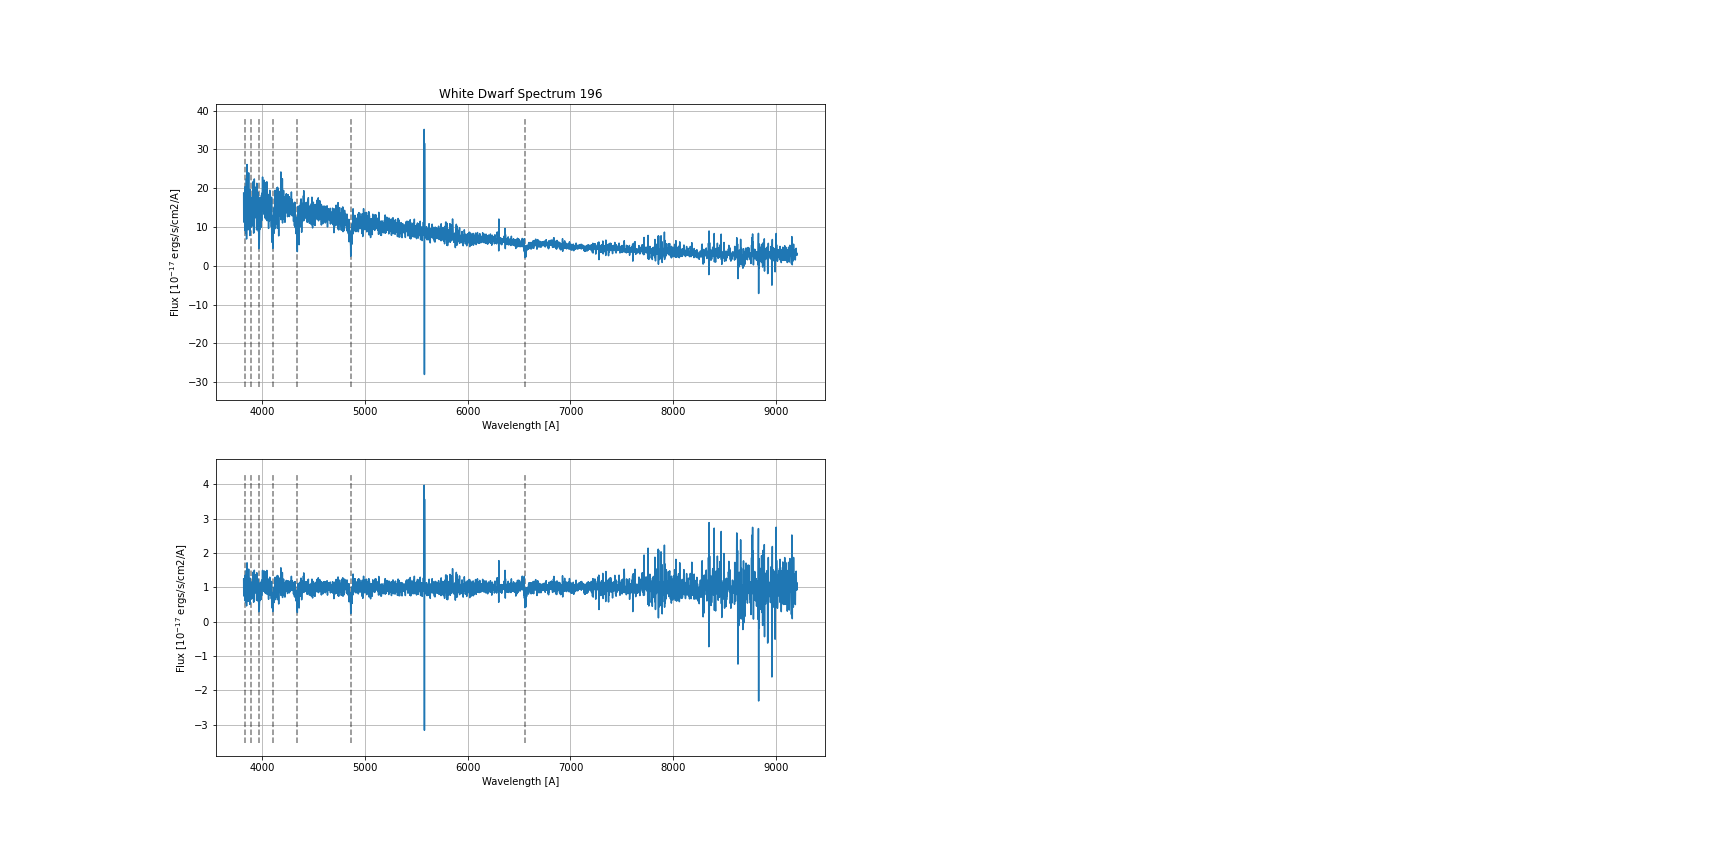 White Dwarf Spectrum 196
40
30
20
10
0
−10
−20
−30
Flux [10⁻¹⁷ ergs/s/cm2/A]
4000 5000 6000 7000 8000 9000
Wavelength [A]
4
3
2
1
0
−1
−2
−3
Flux [10⁻¹⁷ ergs/s/cm2/A]
4000 5000 6000 7000 8000 9000
Wavelength [A]